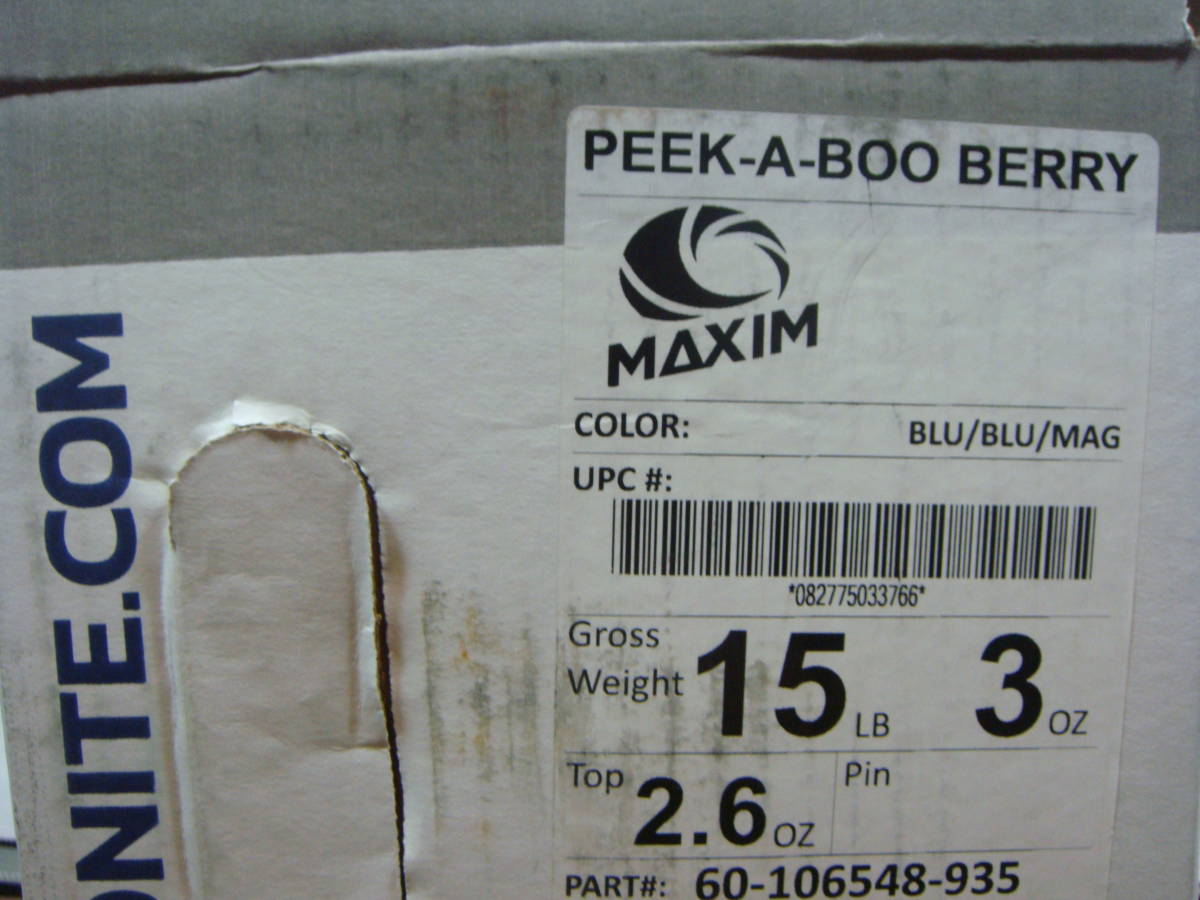 PEEK-A-BOO BERRY
MAXIM
COLOR: BLU/BLU/MAG
UPC #:
*082775033766*
Gross Weight 15 LB 3 OZ
Top 2.6 OZ Pin
PART#: 60-106548-935
ONITE.COM